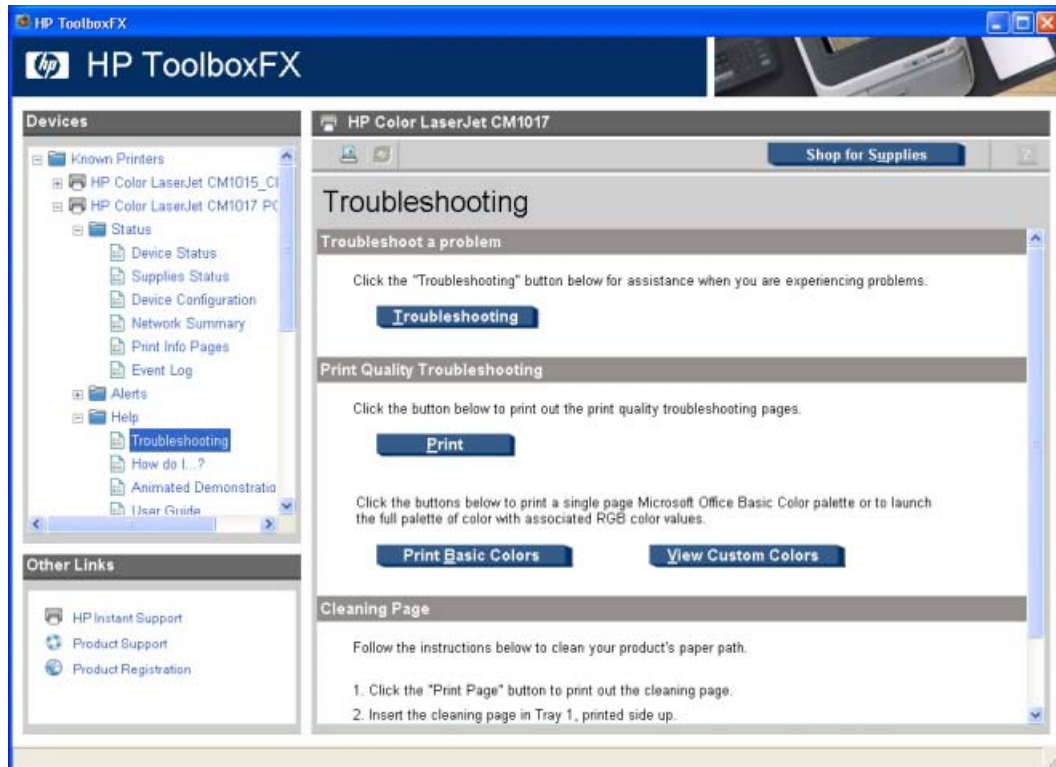 HP ToolboxFX
hp HP ToolboxFX
Devices
Known Printers
HP Color LaserJet CM1015_Cl
HP Color LaserJet CM1017 PC
Status
Device Status
Supplies Status
Device Configuration
Network Summary
Print Info Pages
Event Log
Alerts
Help
Troubleshooting
How do I...?
Animated Demonstratio
User Guide
Other Links
HP Instant Support
Product Support
Product Registration
HP Color LaserJet CM1017
Shop for Supplies
?
Troubleshooting
Troubleshoot a problem
Click the "Troubleshooting" button below for assistance when you are experiencing problems.
Troubleshooting
Print Quality Troubleshooting
Click the button below to print out the print quality troubleshooting pages.
Print
Click the buttons below to print a single page Microsoft Office Basic Color palette or to launch
the full palette of color with associated RGB color values.
Print Basic Colors
View Custom Colors
Cleaning Page
Follow the instructions below to clean your product's paper path.
1. Click the "Print Page" button to print out the cleaning page.
2. Insert the cleaning page in Tray 1, printed side up.